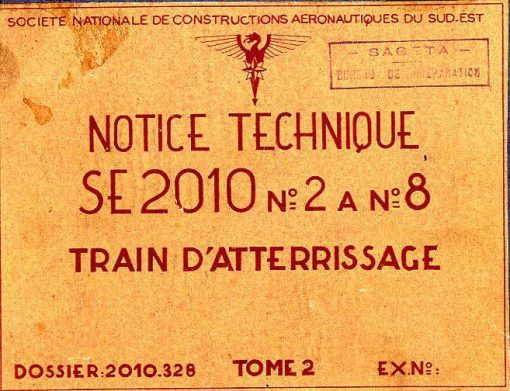 SOCIETE NATIONALE DE CONSTRUCTIONS AERONAUTIQUES DU SUD-EST
- SAGETA -
BUREAU DE PREPARATION
NOTICE TECHNIQUE
SE 2010 Nº 2 A Nº 8
TRAIN D'ATTERRISSAGE
DOSSIER: 2010.328 TOME 2 EX.Nº: